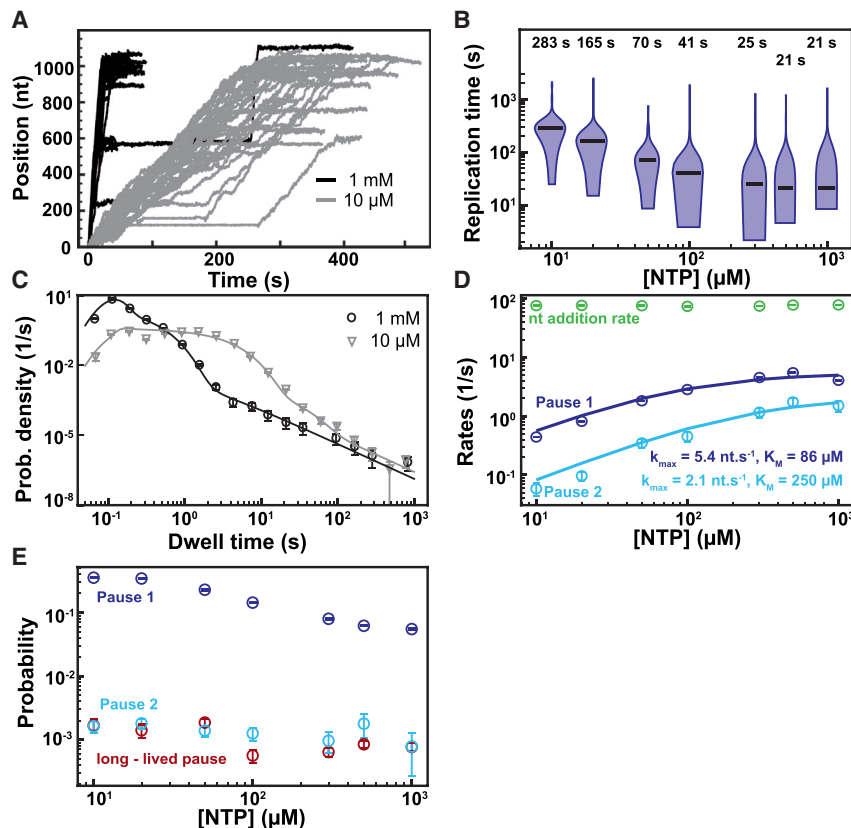 A
Position (nt)
1000
800
600
400
200
0
1 mM
10 μM
0
200
400
Time (s)
B
Replication time (s)
283 s 165 s 70 s 41 s 25 s 21 s
21 s
10³
10²
10¹
10¹ 10² 10³
[NTP] (μM)
C
Prob. density (1/s)
10¹
10⁻²
10⁻⁵
10⁻⁸
1 mM
10 μM
10⁻¹ 10⁰ 10¹ 10² 10³
Dwell time (s)
D
Rates (1/s)
10²
10¹
10⁰
10⁻¹
nt addition rate
Pause 1
kmax = 5.4 nt.s⁻¹, KM = 86 μM
kmax = 2.1 nt.s⁻¹, KM = 250 μM
Pause 2
10¹ 10² 10³
[NTP] (μM)
E
Probability
10⁻¹
10⁻²
10⁻³
Pause 1
Pause 2
long - lived pause
10¹ 10² 10³
[NTP] (μM)